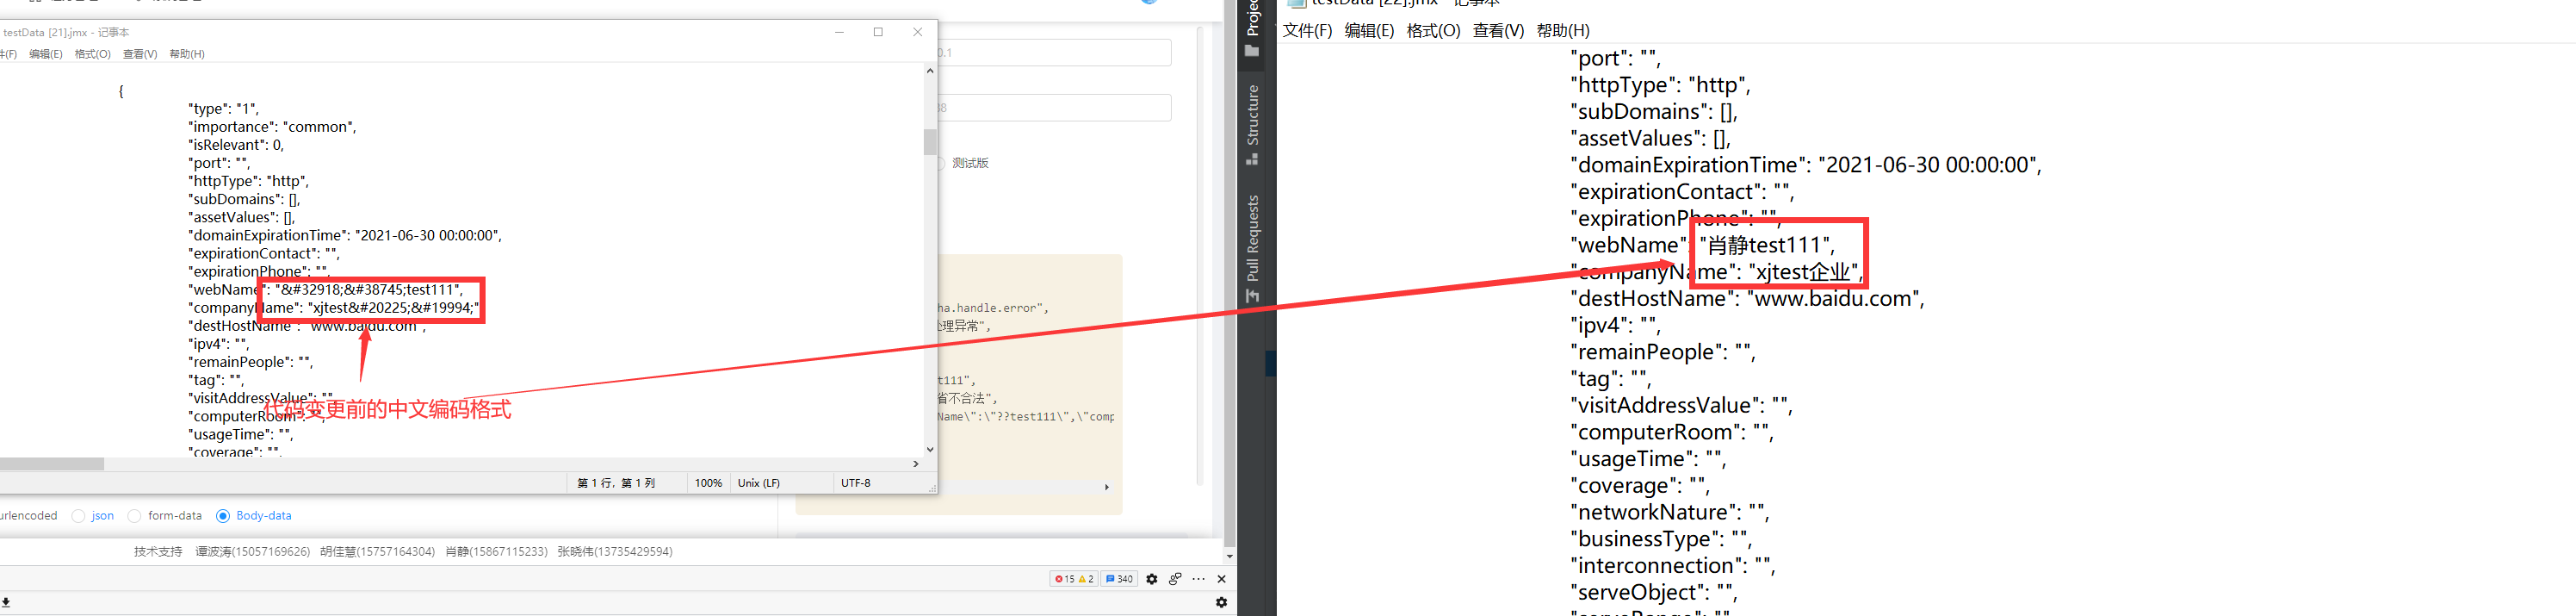 testData [21].jmx - 记事本
编辑(E) 格式(O) 查看(V) 帮助(H)
{
"type": "1",
"importance": "common",
"isRelevant": 0,
"port": "",
"httpType": "http",
"subDomains": [],
"assetValues": [],
"domainExpirationTime": "2021-06-30 00:00:00",
"expirationContact": "",
"expirationPhone": "",
"webName": "&#32918;&#38745;test111",
"companyName": "xjtest&#20225;&#19994;"
"destHostName": "www.baidu.com",
"ipv4": "",
"remainPeople": "",
"tag": "",
"visitAddressValue": ""
代码变更前的中文编码格式
"computerRoom": "",
"usageTime": "",
"coverage": "",
第 1 行，第 1 列 100% Unix (LF) UTF-8
0.1
测试版
ha.handle.error",
理异常",
t111",
省不合法",
Name\":\"??test111\",\"comp
urlencoded json form-data Body-data
技术支持 谭波涛(15057169626) 胡佳慧(15757164304) 肖静(15867115233) 张晓伟(13735429594)
15 2 340
Project
Structure
Pull Requests
testData [22].jmx - 记事本
文件(F) 编辑(E) 格式(O) 查看(V) 帮助(H)
"port": "",
"httpType": "http",
"subDomains": [],
"assetValues": [],
"domainExpirationTime": "2021-06-30 00:00:00",
"expirationContact": "",
"expirationPhone": "",
"webName": "肖静test111",
"companyName": "xjtest企业",
"destHostName": "www.baidu.com",
"ipv4": "",
"remainPeople": "",
"tag": "",
"visitAddressValue": "",
"computerRoom": "",
"usageTime": "",
"coverage": "",
"networkNature": "",
"businessType": "",
"interconnection": "",
"serveObject": "",